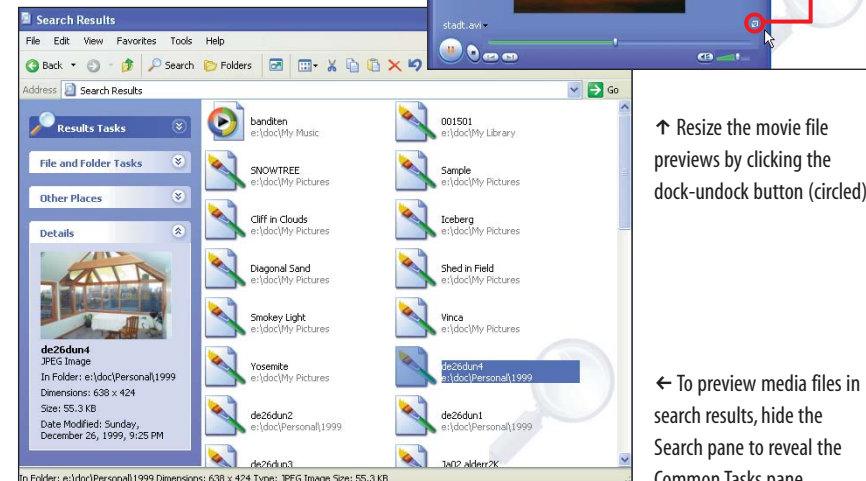 stadt.avi
Search Results
File Edit View Favorites Tools Help
Back Search Folders
Address Search Results Go
Results Tasks
File and Folder Tasks
Other Places
Details
de26dun4
JPEG Image
In Folder: e:\doc\Personal\1999
Dimensions: 638 x 424
Size: 55.3 KB
Date Modified: Sunday,
December 26, 1999, 9:25 PM
banditen
e:\doc\My Music
001501
e:\doc\My Library
SNOWTREE
e:\doc\My Pictures
Sample
e:\doc\My Pictures
Cliff in Clouds
e:\doc\My Pictures
Iceberg
e:\doc\My Pictures
Diagonal Sand
e:\doc\My Pictures
Shed in Field
e:\doc\My Pictures
Smokey Light
e:\doc\My Pictures
Vinca
e:\doc\My Pictures
Yosemite
e:\doc\My Pictures
de26dun4
e:\doc\Personal\1999
de26dun2
e:\doc\Personal\1999
de26dun1
e:\doc\Personal\1999
de26dun3
1a02 alderr2K
In Folder: e:\doc\Personal\1999 Dimensions: 638 x 424 Type: JPEG Image Size: 55.3 KB
↑ Resize the movie file
previews by clicking the
dock-undock button (circled)
← To preview media files in
search results, hide the
Search pane to reveal the
Common Tasks pane